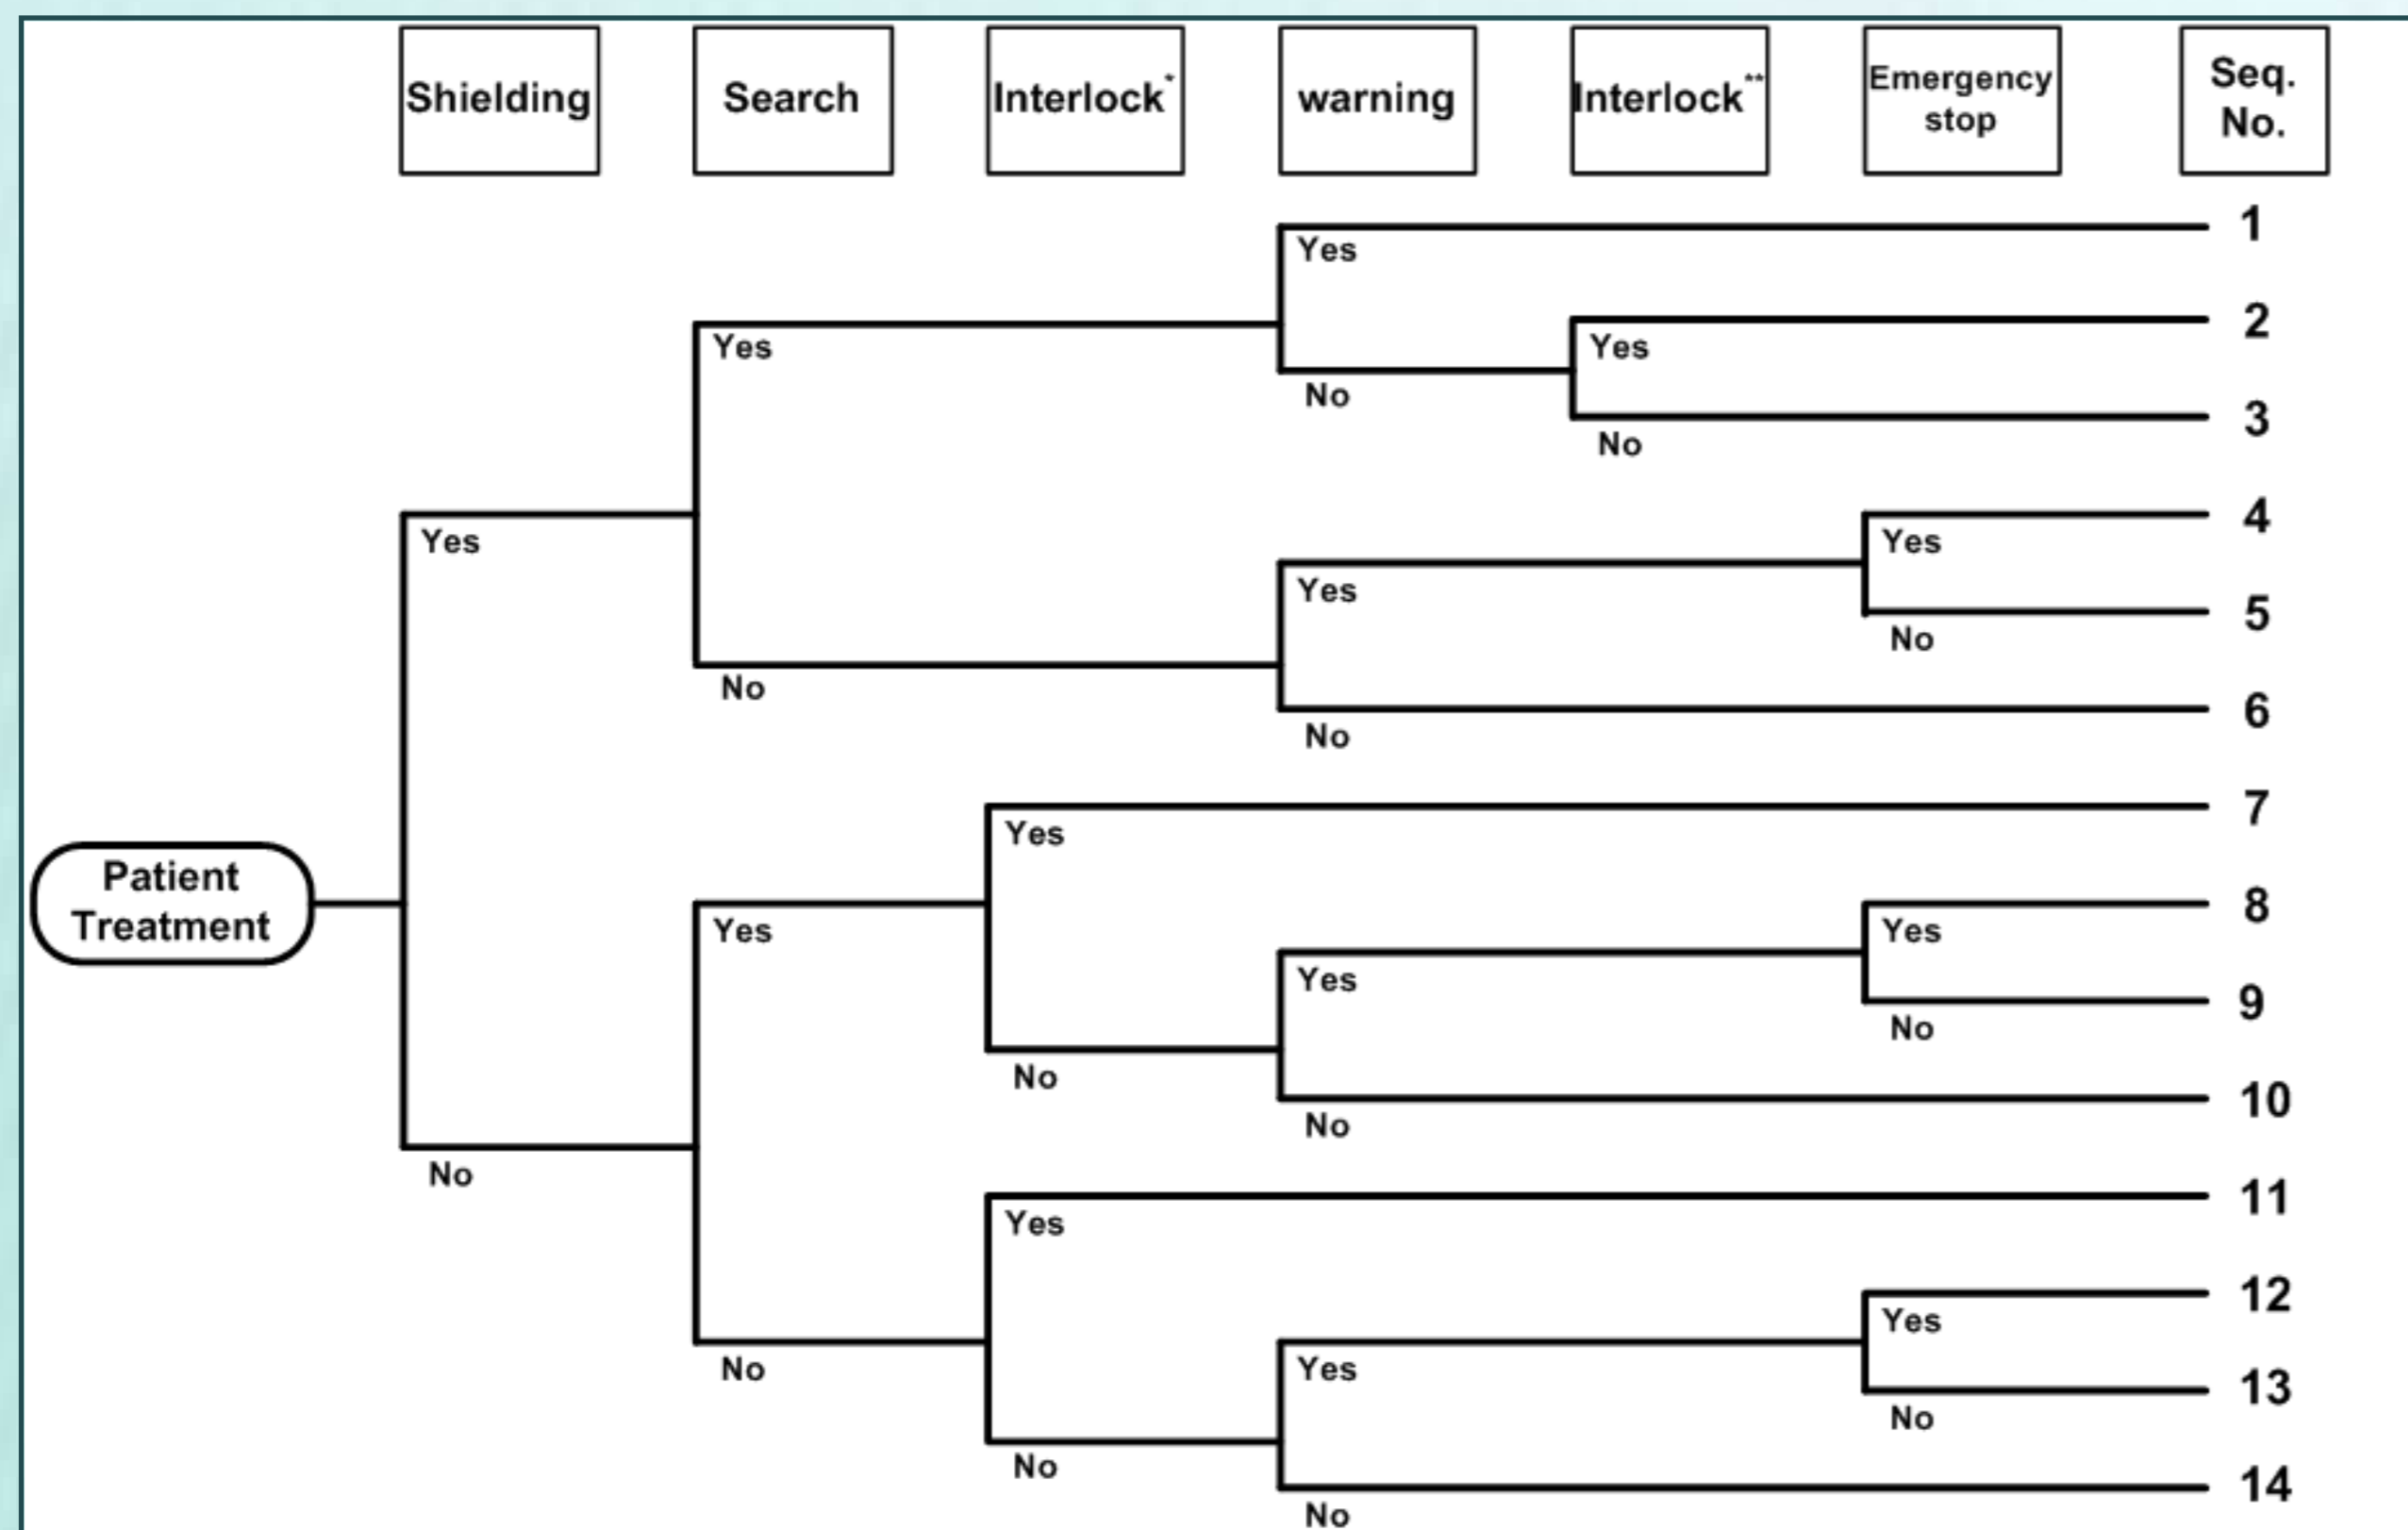 Shielding
Search
Interlock*
warning
Interlock**
Emergency
stop
Seq.
No.
1
Yes
2
Yes
Yes
No
3
No
4
Yes
Yes
Yes
5
No
No
6
No
7
Yes
Patient
Treatment
8
Yes
Yes
Yes
9
No
No
10
No
No
11
Yes
12
Yes
No
Yes
13
No
No
14
No